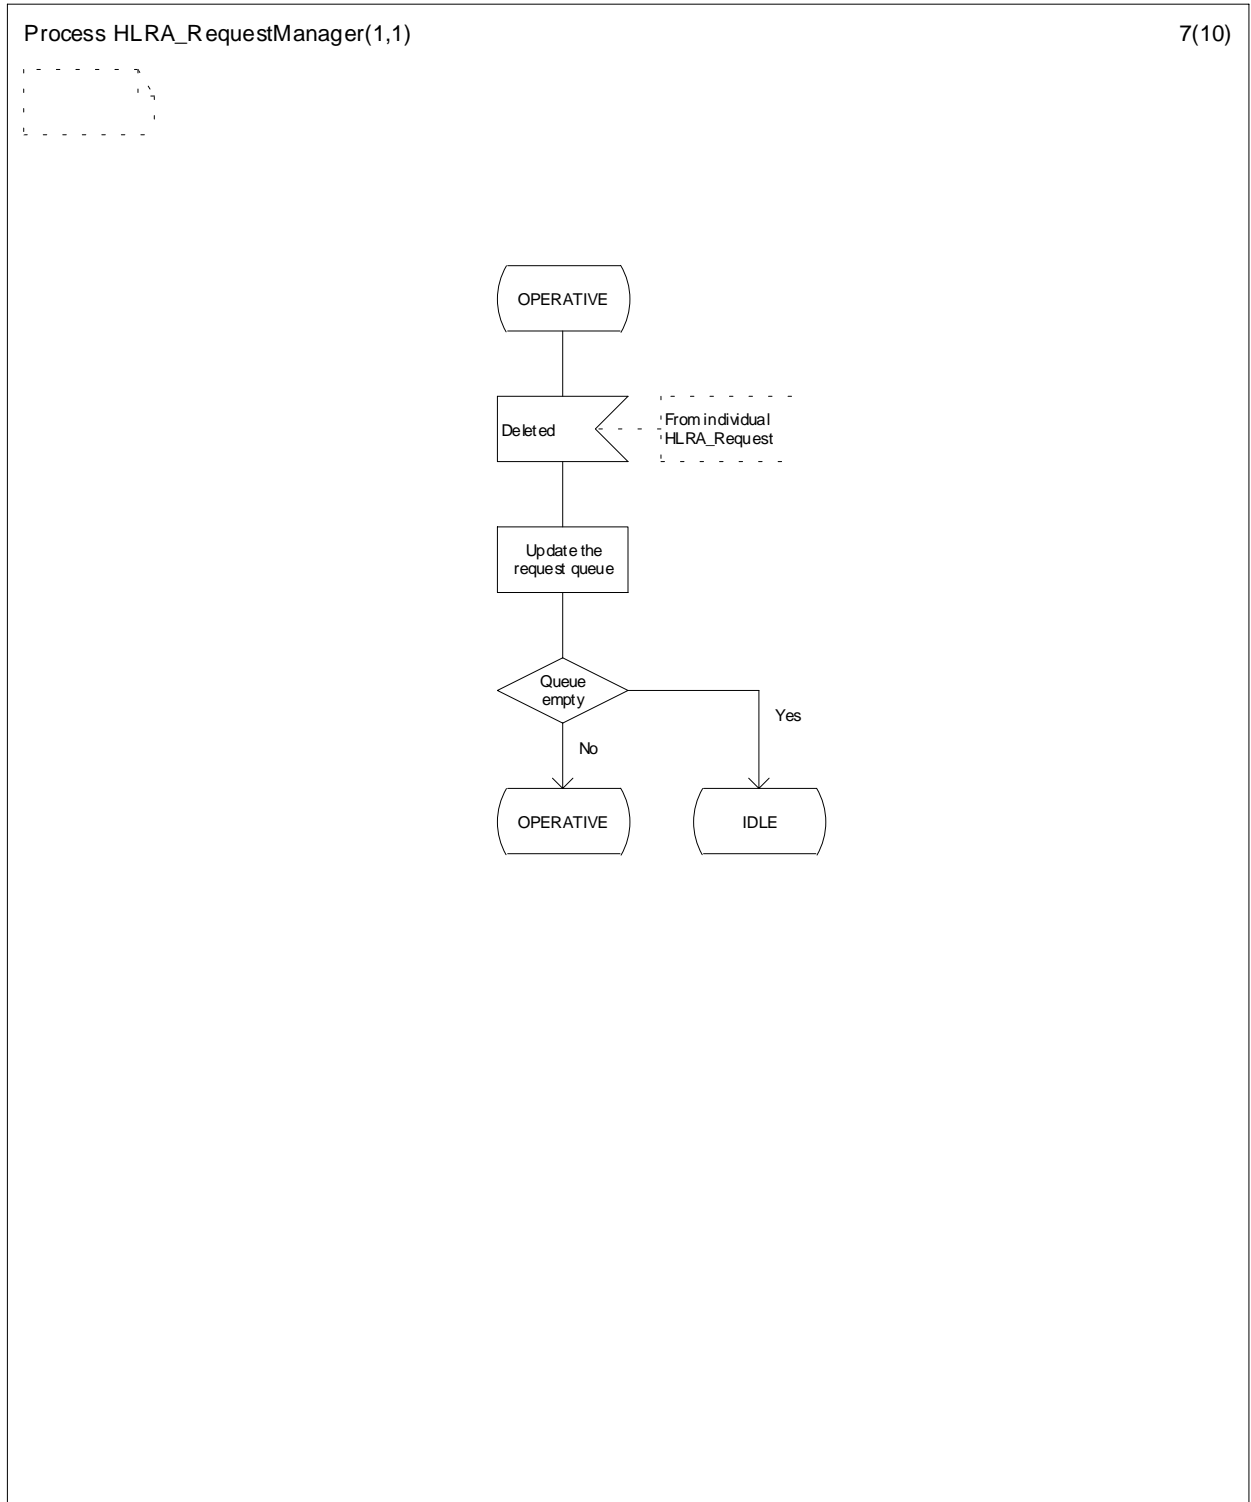 Process HLRA_RequestManager(1,1)
7(10)
OPERATIVE
Deleted
From individual
HLRA_Request
Update the
request queue
Queue
empty
Yes
No
OPERATIVE
IDLE